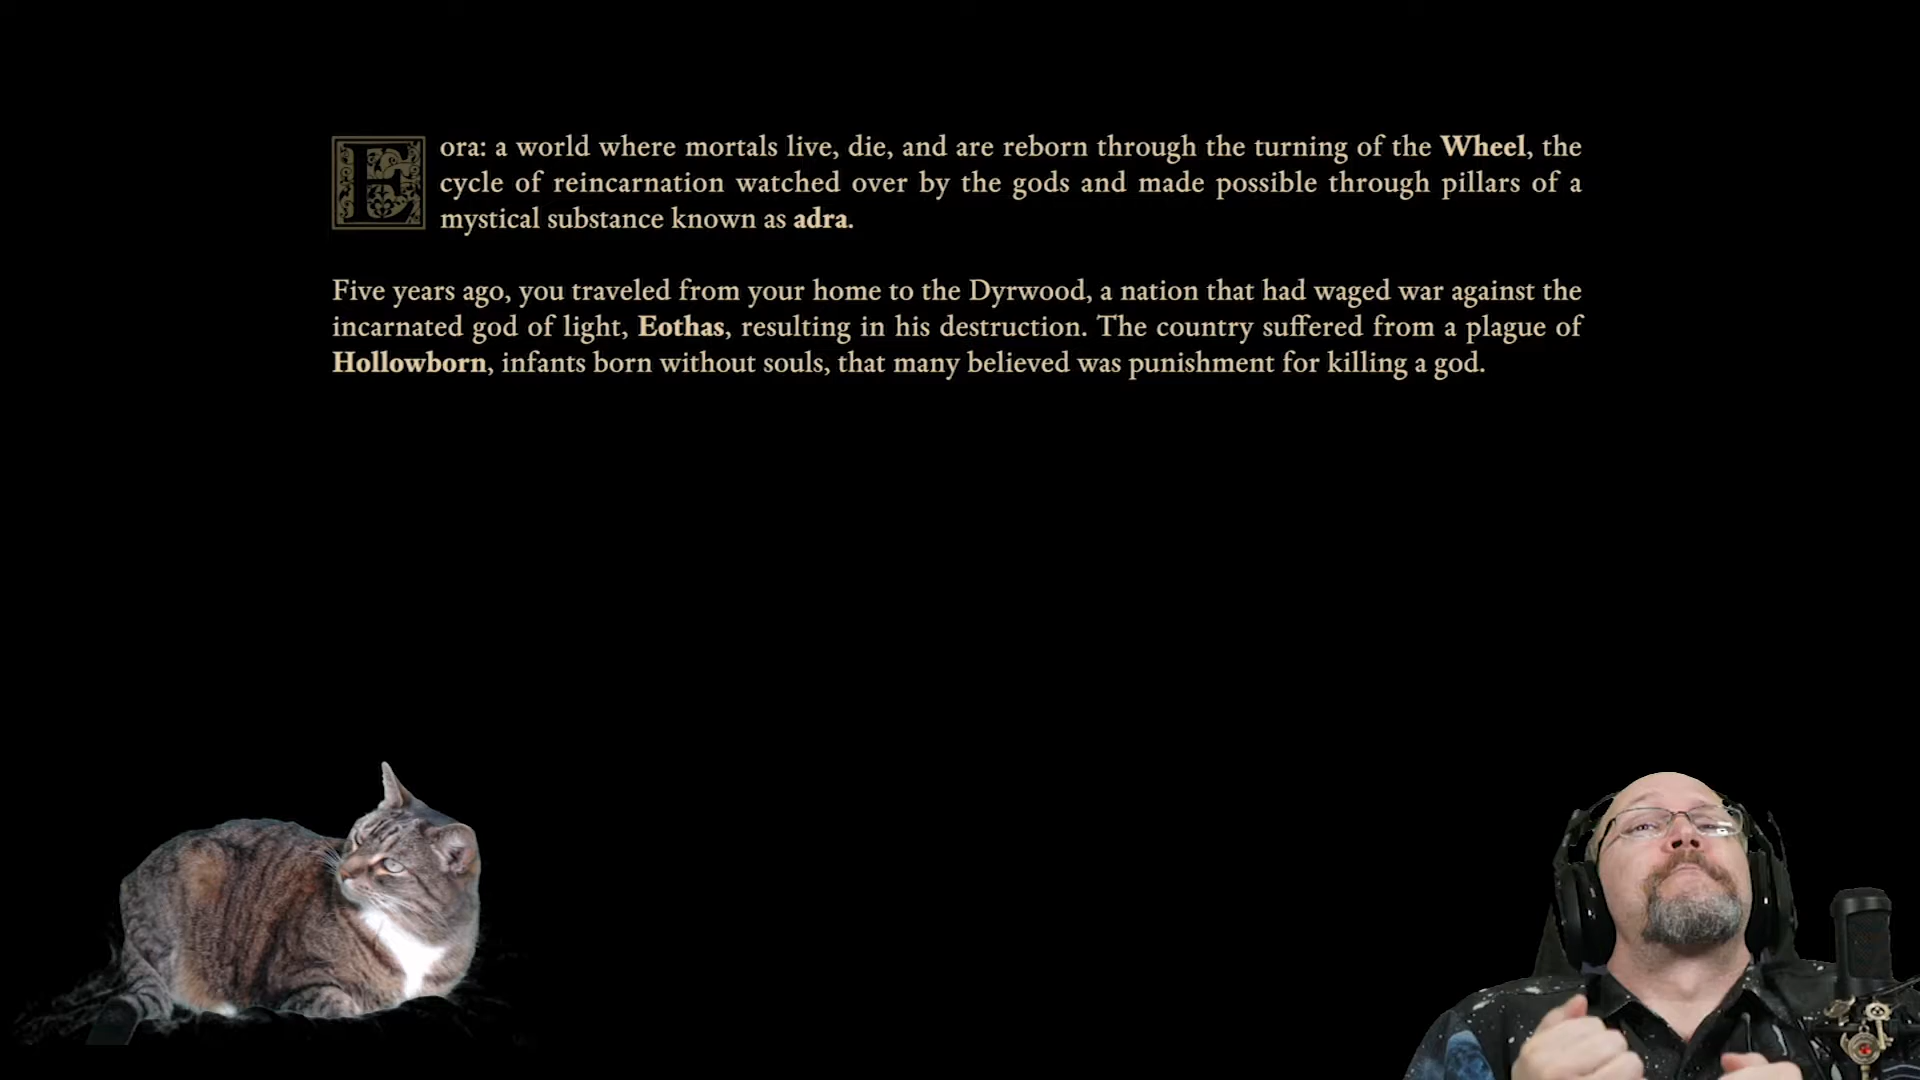 Eora: a world where mortals live, die, and are reborn through the turning of the Wheel, the
cycle of reincarnation watched over by the gods and made possible through pillars of a
mystical substance known as adra.
Five years ago, you traveled from your home to the Dyrwood, a nation that had waged war against the
incarnated god of light, Eothas, resulting in his destruction. The country suffered from a plague of
Hollowborn, infants born without souls, that many believed was punishment for killing a god.